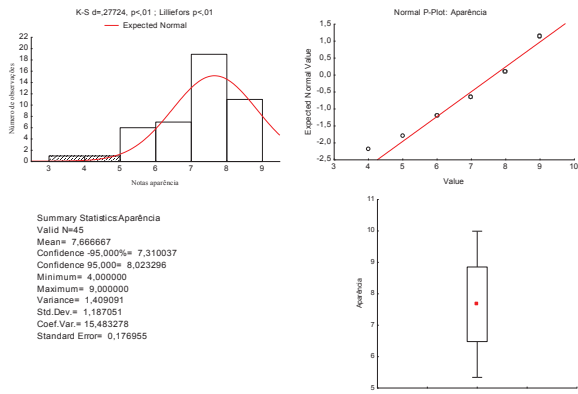 K-S d=,27724, p<,01 ; Lilliefors p<,01
Expected Normal
Número de observações
22
20
18
16
14
12
10
8
6
4
2
0
3 4 5 6 7 8 9
Notas aparência
Normal P-Plot: Aparência
Expected Normal Value
1,5
1,0
0,5
0,0
-0,5
-1,0
-1,5
-2,0
-2,5
3 4 5 6 7 8 9 10
Value
Summary Statistics:Aparência
Valid N=45
Mean= 7,666667
Confidence -95,000%= 7,310037
Confidence 95,000= 8,023296
Minimum= 4,000000
Maximum= 9,000000
Variance= 1,409091
Std.Dev.= 1,187051
Coef.Var.= 15,483278
Standard Error= 0,176955
Aparência
11
10
9
8
7
6
5